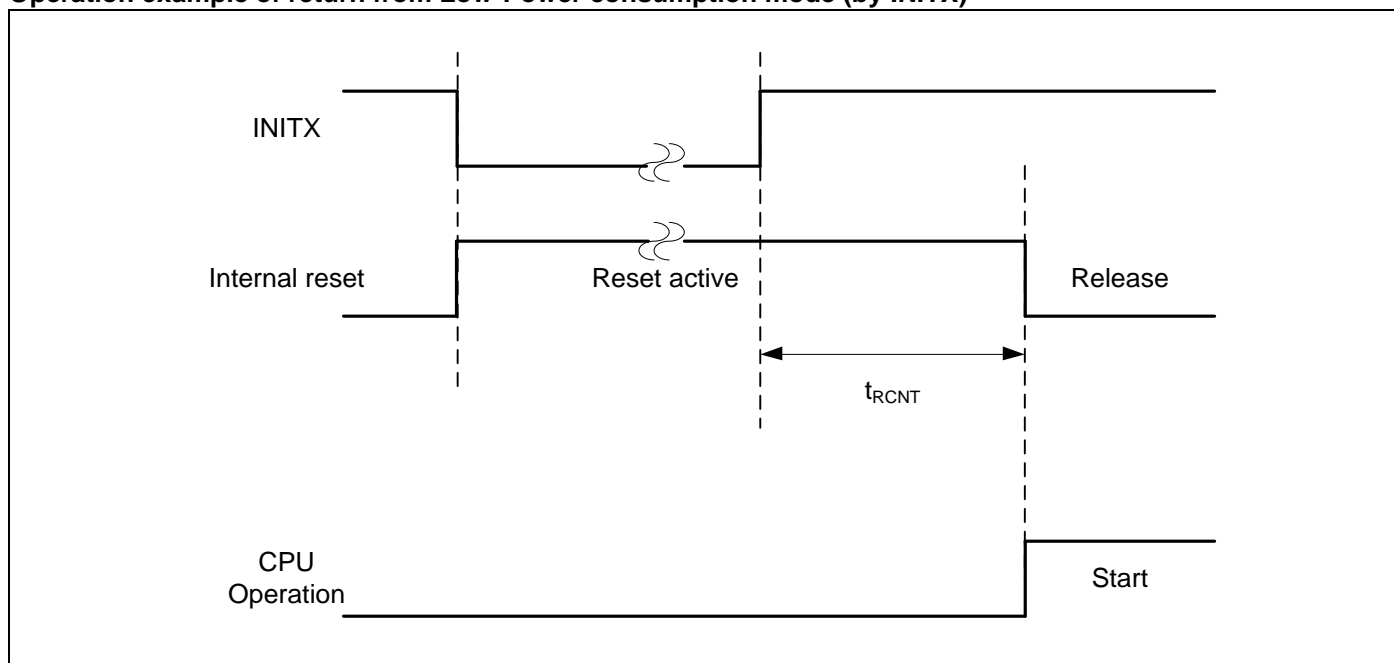 Operation example of return from Low-Power consumption mode (by INITX)
INITX
Internal reset
Reset active
Release
tRCNT
CPU
Operation
Start